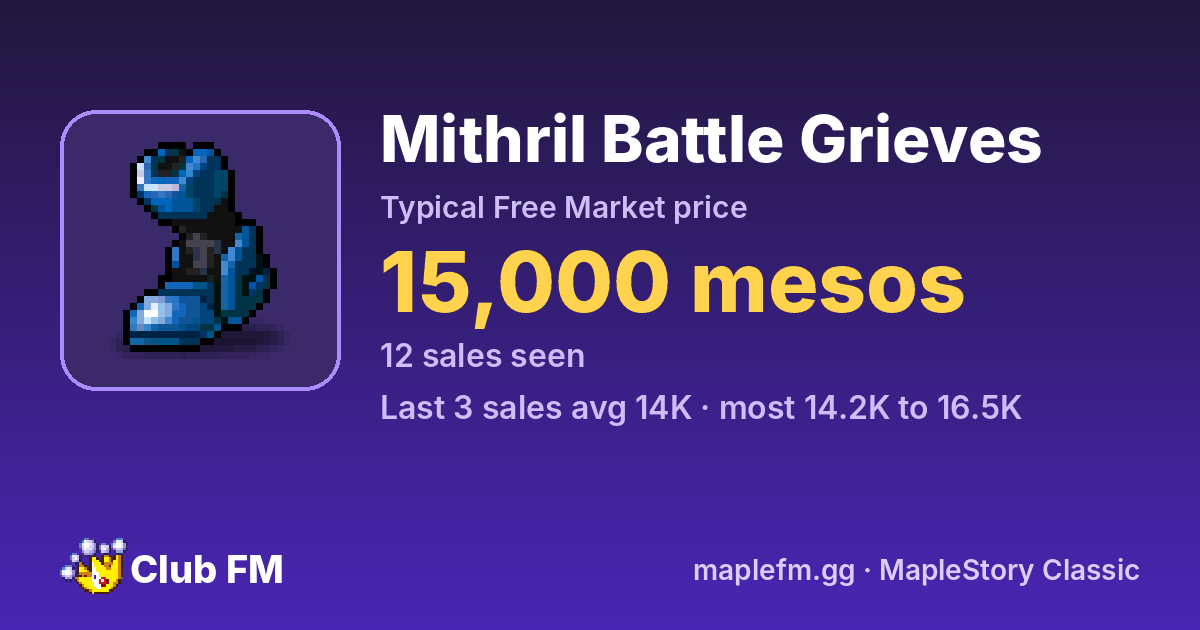 Mithril Battle Grieves
Typical Free Market price
15,000 mesos
12 sales seen
Last 3 sales avg 14K · most 14.2K to 16.5K
Club FM
maplefm.gg · MapleStory Classic